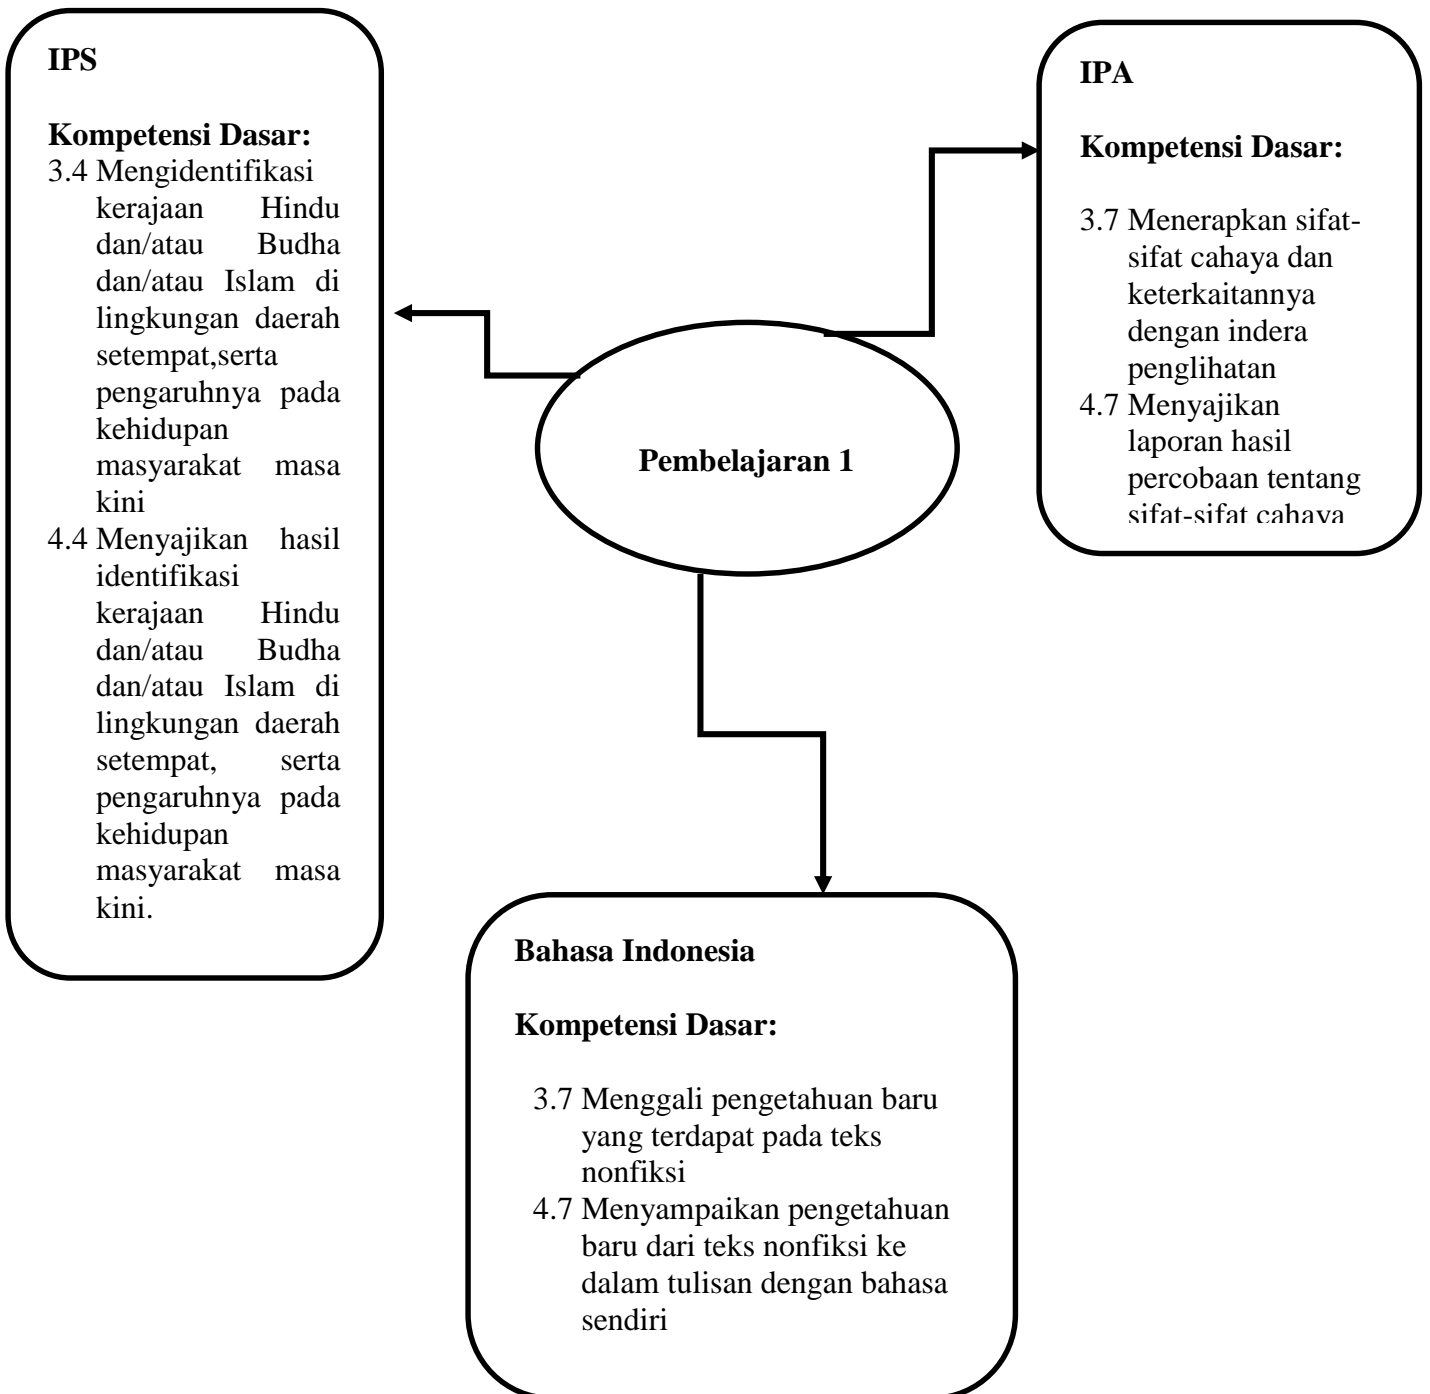 IPS
Kompetensi Dasar:
3.4 Mengidentifikasi
kerajaan Hindu
dan/atau Budha
dan/atau Islam di
lingkungan daerah
setempat,serta
pengaruhnya pada
kehidupan
masyarakat masa
kini
4.4 Menyajikan hasil
identifikasi
kerajaan Hindu
dan/atau Budha
dan/atau Islam di
lingkungan daerah
setempat, serta
pengaruhnya pada
kehidupan
masyarakat masa
kini.
IPA
Kompetensi Dasar:
3.7 Menerapkan sifat-
sifat cahaya dan
keterkaitannya
dengan indera
penglihatan
4.7 Menyajikan
laporan hasil
percobaan tentang
sifat-sifat cahaya
Pembelajaran 1
Bahasa Indonesia
Kompetensi Dasar:
3.7 Menggali pengetahuan baru
yang terdapat pada teks
nonfiksi
4.7 Menyampaikan pengetahuan
baru dari teks nonfiksi ke
dalam tulisan dengan bahasa
sendiri